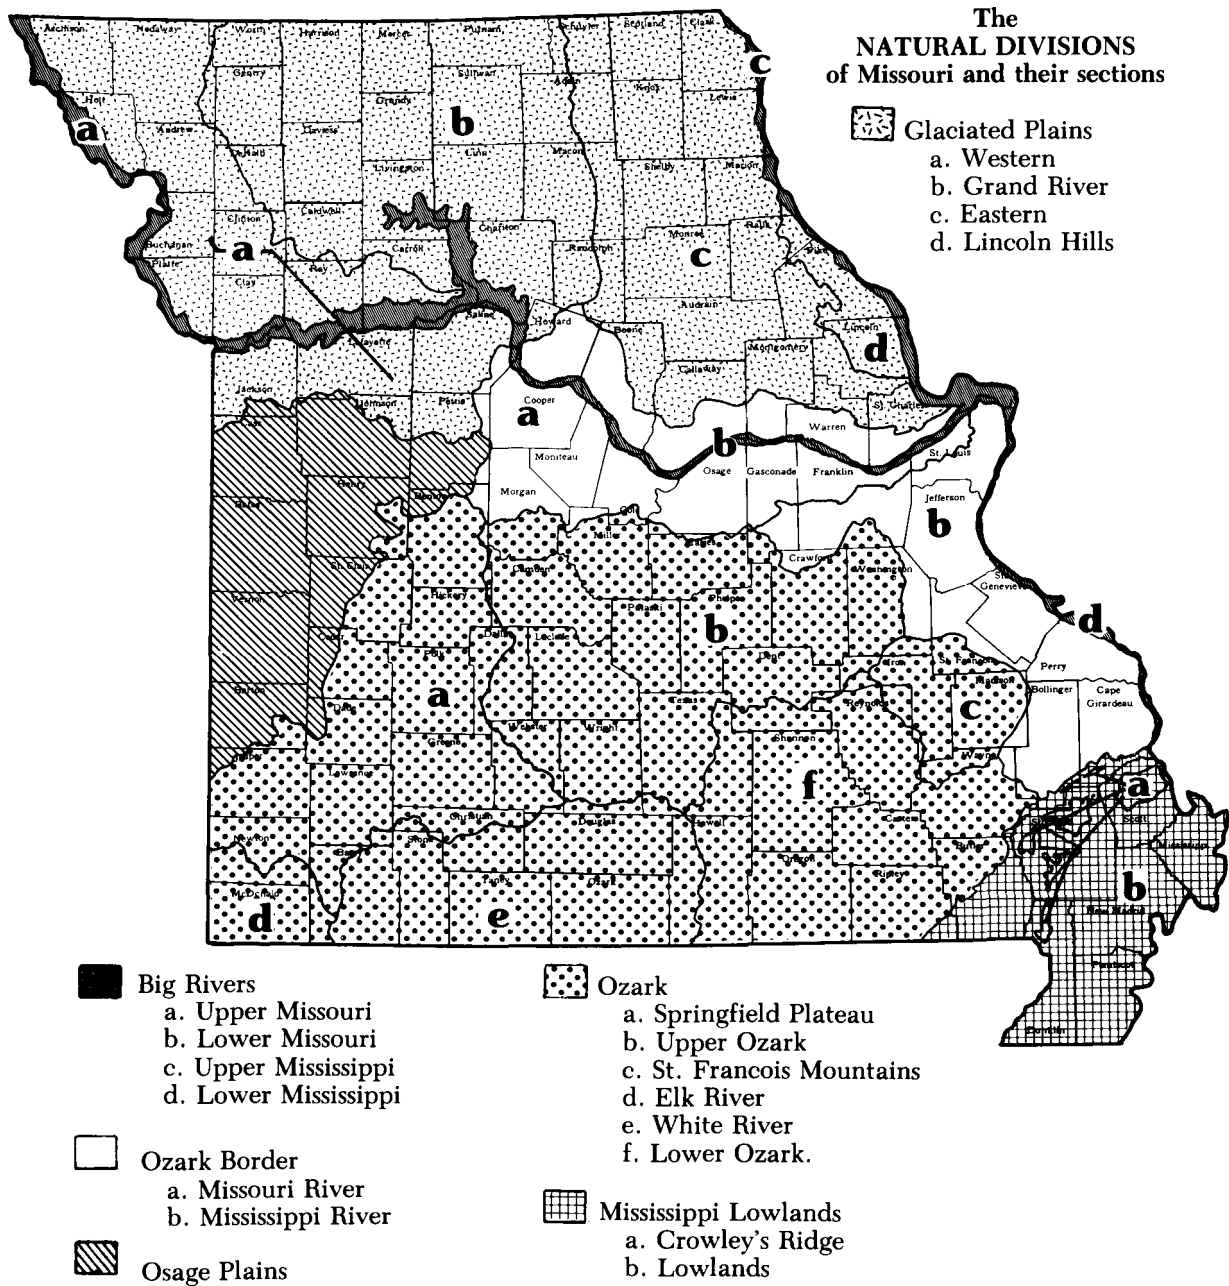 The
NATURAL DIVISIONS
of Missouri and their sections
Glaciated Plains
a. Western
b. Grand River
c. Eastern
d. Lincoln Hills
Atchison
Nodaway
Worth
Harrison
Mercer
Putnam
Schuyler
Scotland
Clark
c
Gentry
Sullivan
Adair
Knox
Lewis
Holt
a
Andrew
DeKalb
Daviess
Grundy
b
Linn
Macon
Shelby
Marion
Livingston
Buchanan
Clinton
Caldwell
Carroll
Chariton
Randolph
Monroe
Ralls
Pike
a
c
Platte
Clay
Ray
Audrain
Saline
Howard
Boone
Lincoln
d
Lafayette
Montgomery
Callaway
Jackson
Johnson
Pettis
Cooper
a
St. Charles
Cass
Warren
b
Moniteau
Osage
Gasconade
Franklin
St. Louis
Henry
Benton
Morgan
Cole
Jefferson
b
Bates
Miller
Maries
St. Clair
Camden
Crawford
Washington
Ste.
Genevieve
Vernon
Hickory
Pulaski
Phelps
b
d
Cedar
Dallas
Laclede
Polk
Dent
Iron
St. Francois
Perry
Barton
a
Texas
Madison
Bollinger
Cape
Girardeau
Dade
Reynolds
c
Webster
Wright
Greene
Shannon
Wayne
Jasper
Lawrence
f
a
Christian
Douglas
Howell
Carter
Scott
Newton
Stone
Barry
Oregon
Butler
Mississippi
McDonald
Taney
Ozark
Ripley
b
d
e
New Madrid
Pemiscot
Dunklin
Big Rivers
a. Upper Missouri
b. Lower Missouri
c. Upper Mississippi
d. Lower Mississippi
Ozark Border
a. Missouri River
b. Mississippi River
Osage Plains
Ozark
a. Springfield Plateau
b. Upper Ozark
c. St. Francois Mountains
d. Elk River
e. White River
f. Lower Ozark.
Mississippi Lowlands
a. Crowley's Ridge
b. Lowlands